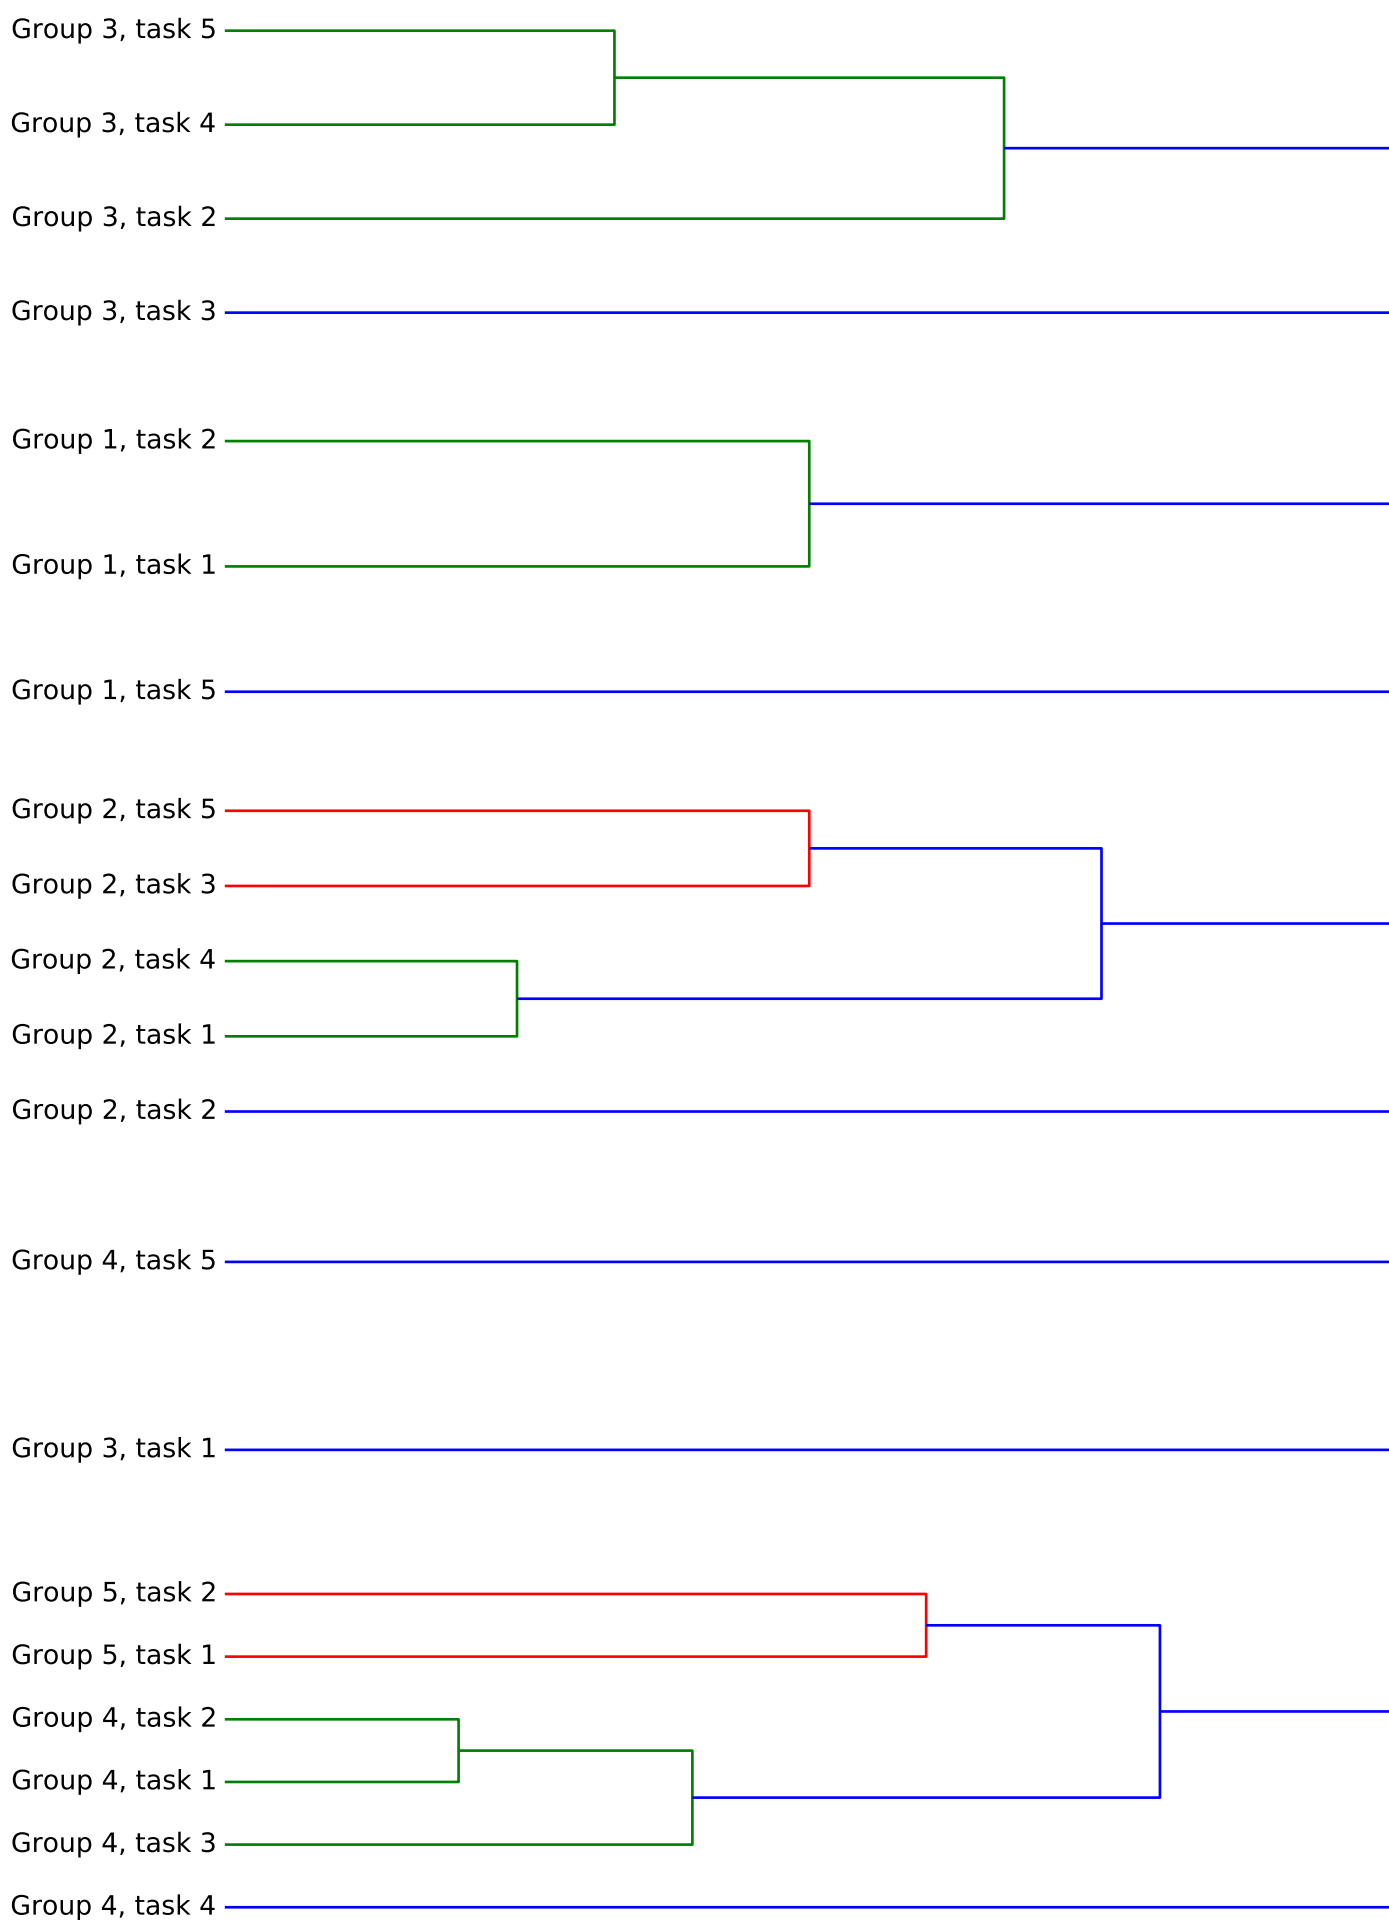 Group 3, task 5
Group 3, task 4
Group 3, task 2
Group 3, task 3
Group 1, task 2
Group 1, task 1
Group 1, task 5
Group 2, task 5
Group 2, task 3
Group 2, task 4
Group 2, task 1
Group 2, task 2
Group 4, task 5
Group 3, task 1
Group 5, task 2
Group 5, task 1
Group 4, task 2
Group 4, task 1
Group 4, task 3
Group 4, task 4